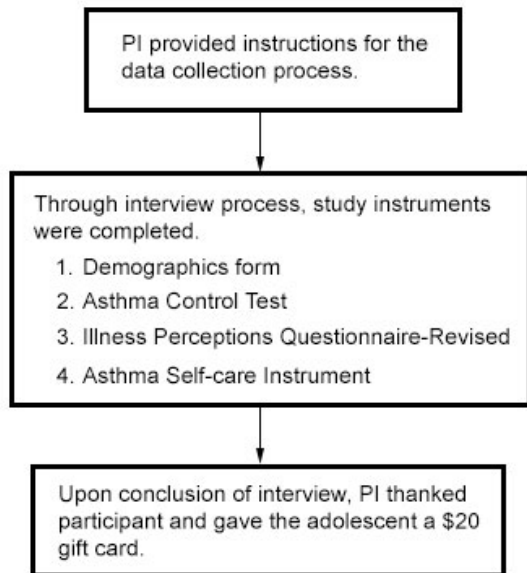 PI provided instructions for the
data collection process.
Through interview process, study instruments
were completed.
1. Demographics form
2. Asthma Control Test
3. Illness Perceptions Questionnaire-Revised
4. Asthma Self-care Instrument
Upon conclusion of interview, PI thanked
participant and gave the adolescent a $20
gift card.